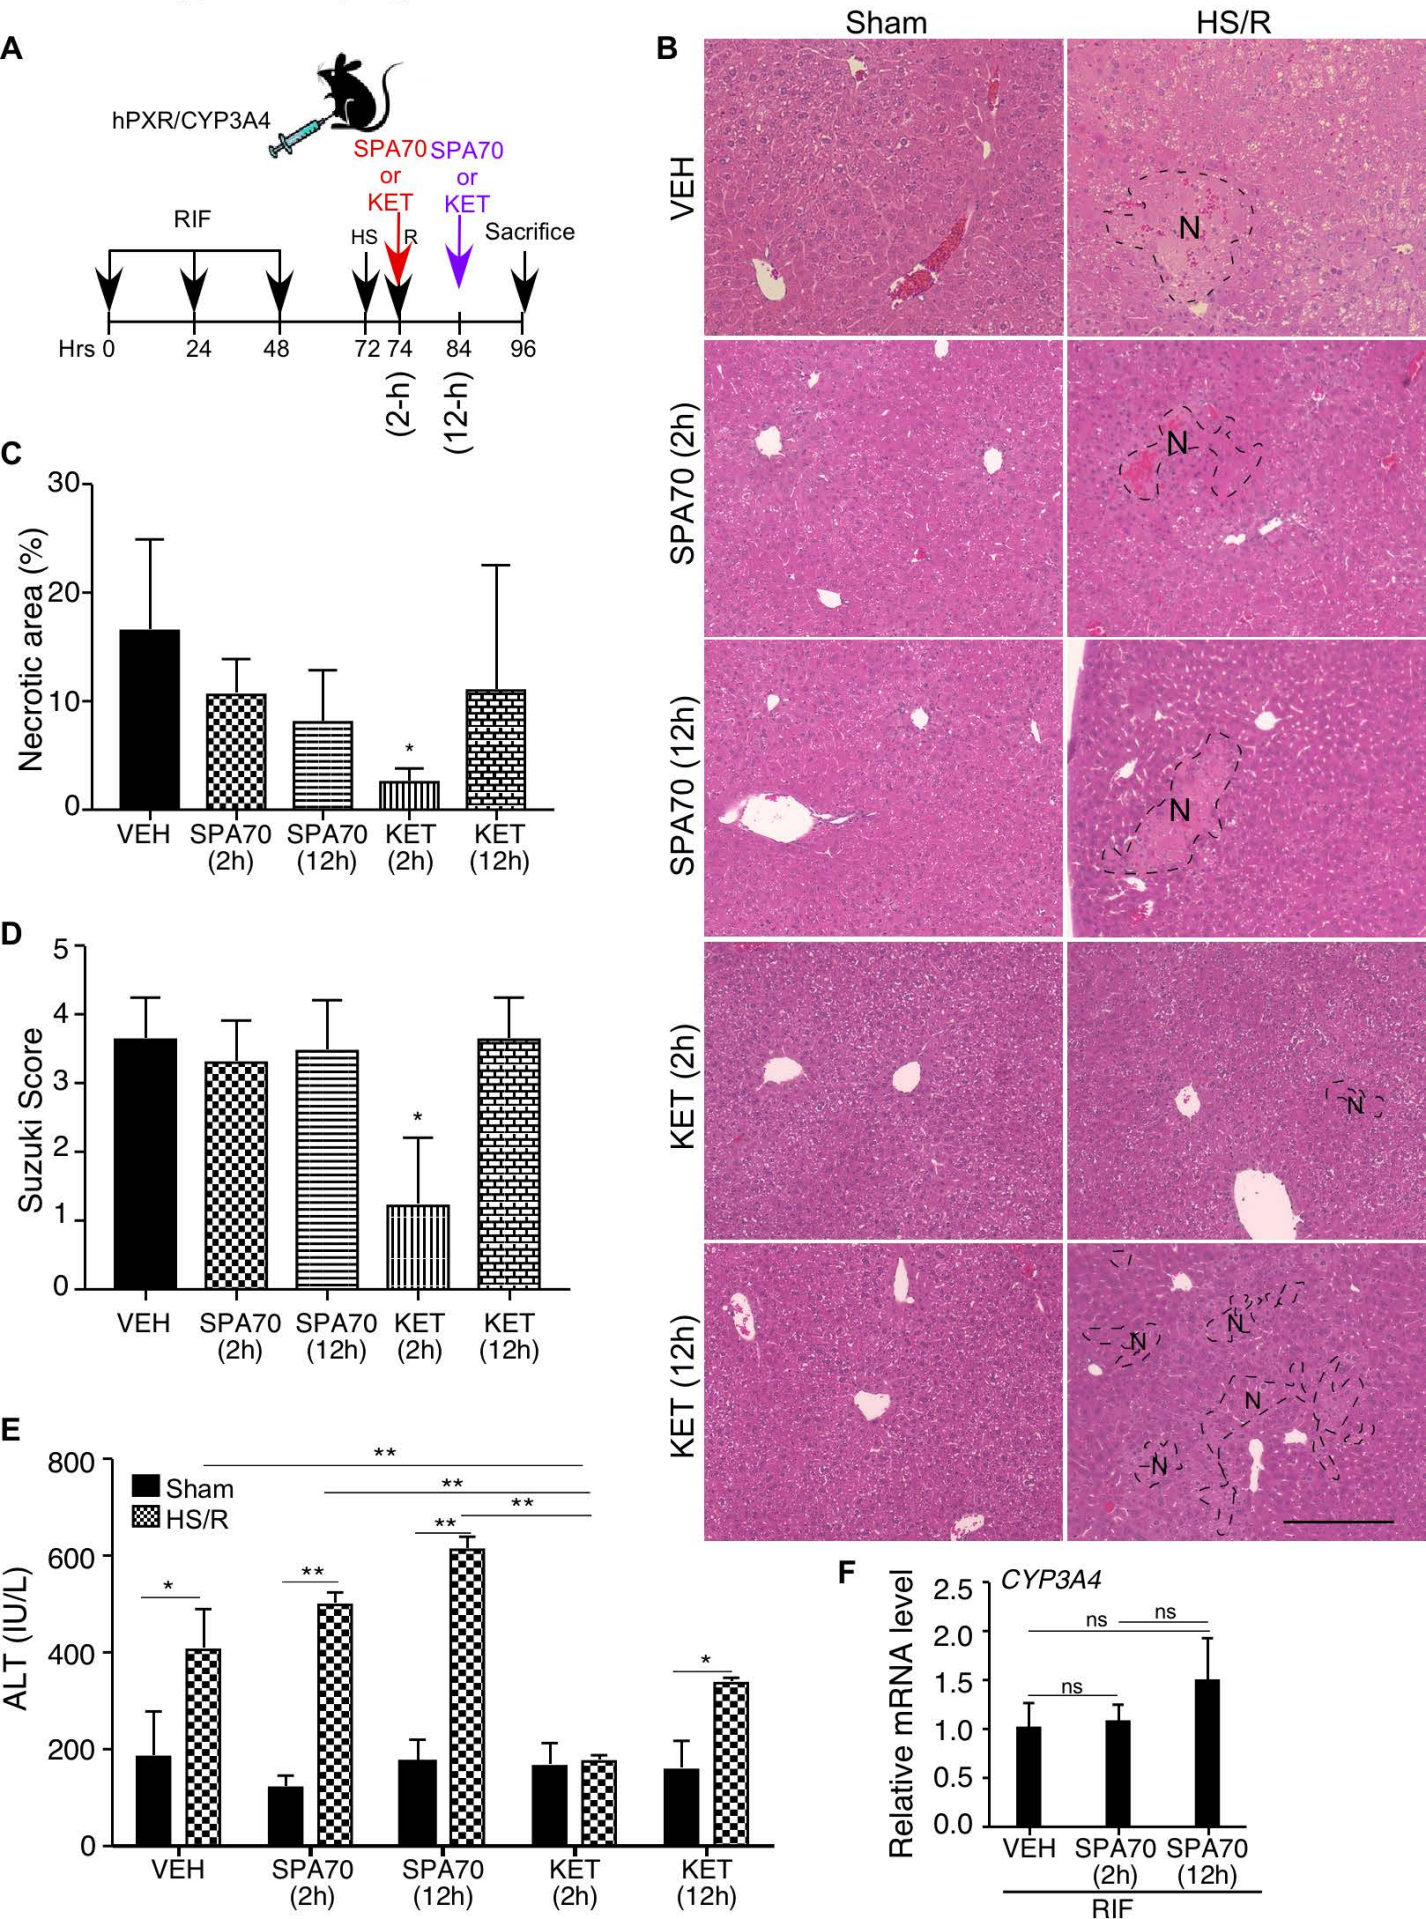 A
hPXR/CYP3A4
SPA70 SPA70
or or
KET KET
RIF
HS R Sacrifice
Hrs 0 24 48 72 74 84 96
(2-h) (12-h)
B
Sham HS/R
VEH
N
SPA70 (2h)
N
SPA70 (12h)
N
KET (2h)
N
KET (12h)
N
N
N
N
C
Necrotic area (%)
30
20
10
0
*
VEH SPA70 SPA70 KET KET
(2h) (12h) (2h) (12h)
D
Suzuki Score
5
4
3
2
1
0
*
VEH SPA70 SPA70 KET KET
(2h) (12h) (2h) (12h)
E
ALT (IU/L)
800
600
400
200
0
Sham
HS/R
**
**
**
**
* ** *
VEH SPA70 SPA70 KET KET
(2h) (12h) (2h) (12h)
F
CYP3A4
Relative mRNA level
2.5
2.0
1.5
1.0
0.5
0.0
ns
ns
ns
VEH SPA70 SPA70
(2h) (12h)
RIF